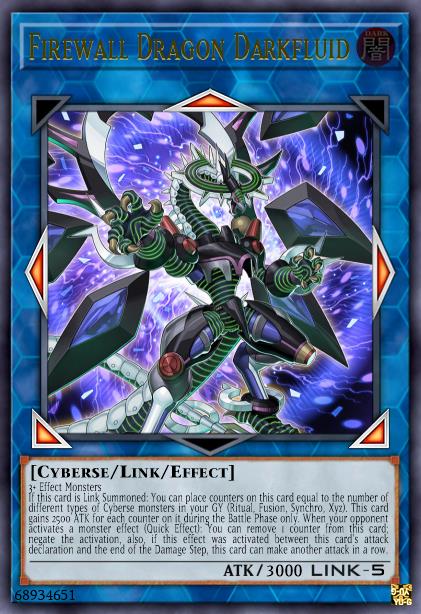 FIREWALL DRAGON DARKFLUID
DARK
闇
[CYBERSE/LINK/EFFECT]
3+ Effect Monsters
If this card is Link Summoned: You can place counters on this card equal to the number of
different types of Cyberse monsters in your GY (Ritual, Fusion, Synchro, Xyz). This card
gains 2500 ATK for each counter on it during the Battle Phase only. When your opponent
activates a monster effect (Quick Effect): You can remove 1 counter from this card;
negate the activation, also, if this effect was activated between this card's attack
declaration and the end of the Damage Step, this card can make another attack in a row.
ATK/3000 LINK-5
68934651